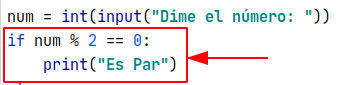 num = int(input("Dime el número: "))
if num % 2 == 0:
    print("Es Par")